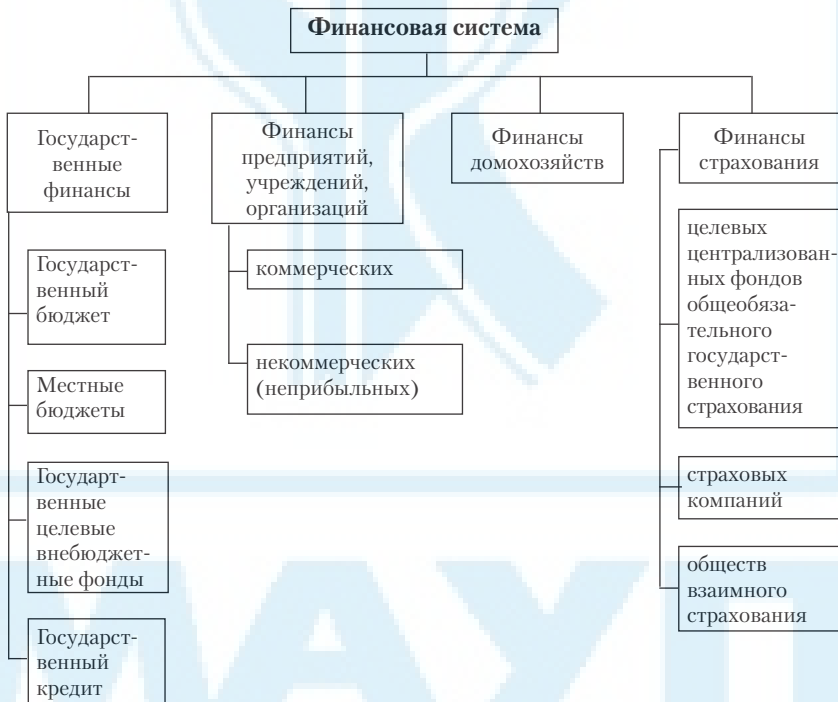 Финансовая система
Государст-
венные
финансы
Финансы
предприятий,
учреждений,
организаций
Финансы
домохозяйств
Финансы
страхования
Государст-
венный
бюджет
Местные
бюджеты
Государт-
венные
целевые
внебюджет-
ные фонды
Государст-
венный
кредит
коммерческих
некоммерческих
(неприбыльных)
целевых
централизован-
ных фондов
общеобяза-
тельного
государст-
венного
страхования
страховых
компаний
обществ
взаимного
страхования
МАУП